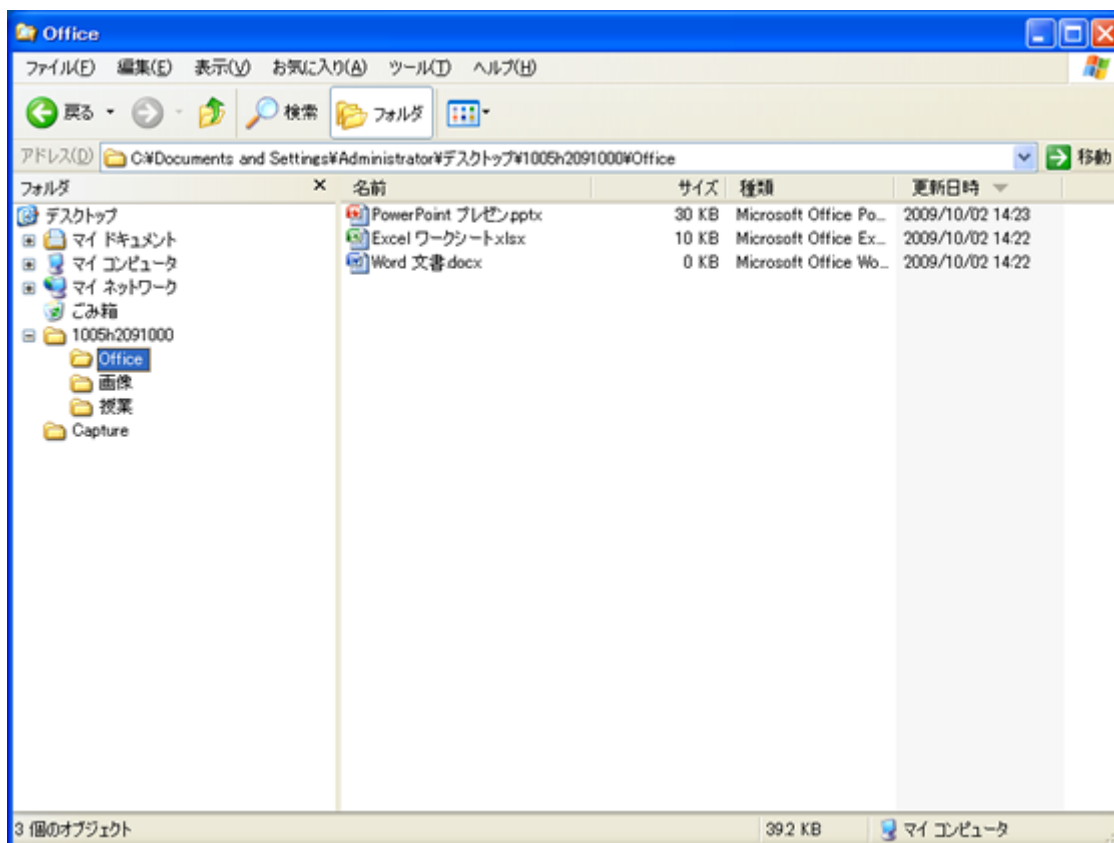 Office
ファイル(F) 編集(E) 表示(V) お気に入り(A) ツール(T) ヘルプ(H)
戻る 検索 フォルダ
アドレス(D) C:¥Documents and Settings¥Administrator¥デスクトップ¥1005h2091000¥Office 移動
フォルダ × 名前 サイズ 種類 更新日時
デスクトップ
マイ ドキュメント
マイ コンピュータ
マイ ネットワーク
ごみ箱
1005h2091000
Office
画像
授業
Capture
PowerPoint プレゼン.pptx 30 KB Microsoft Office Po... 2009/10/02 14:23
Excel ワークシート.xlsx 10 KB Microsoft Office Ex... 2009/10/02 14:22
Word 文書.docx 0 KB Microsoft Office Wo... 2009/10/02 14:22
3 個のオブジェクト 39.2 KB マイ コンピュータ